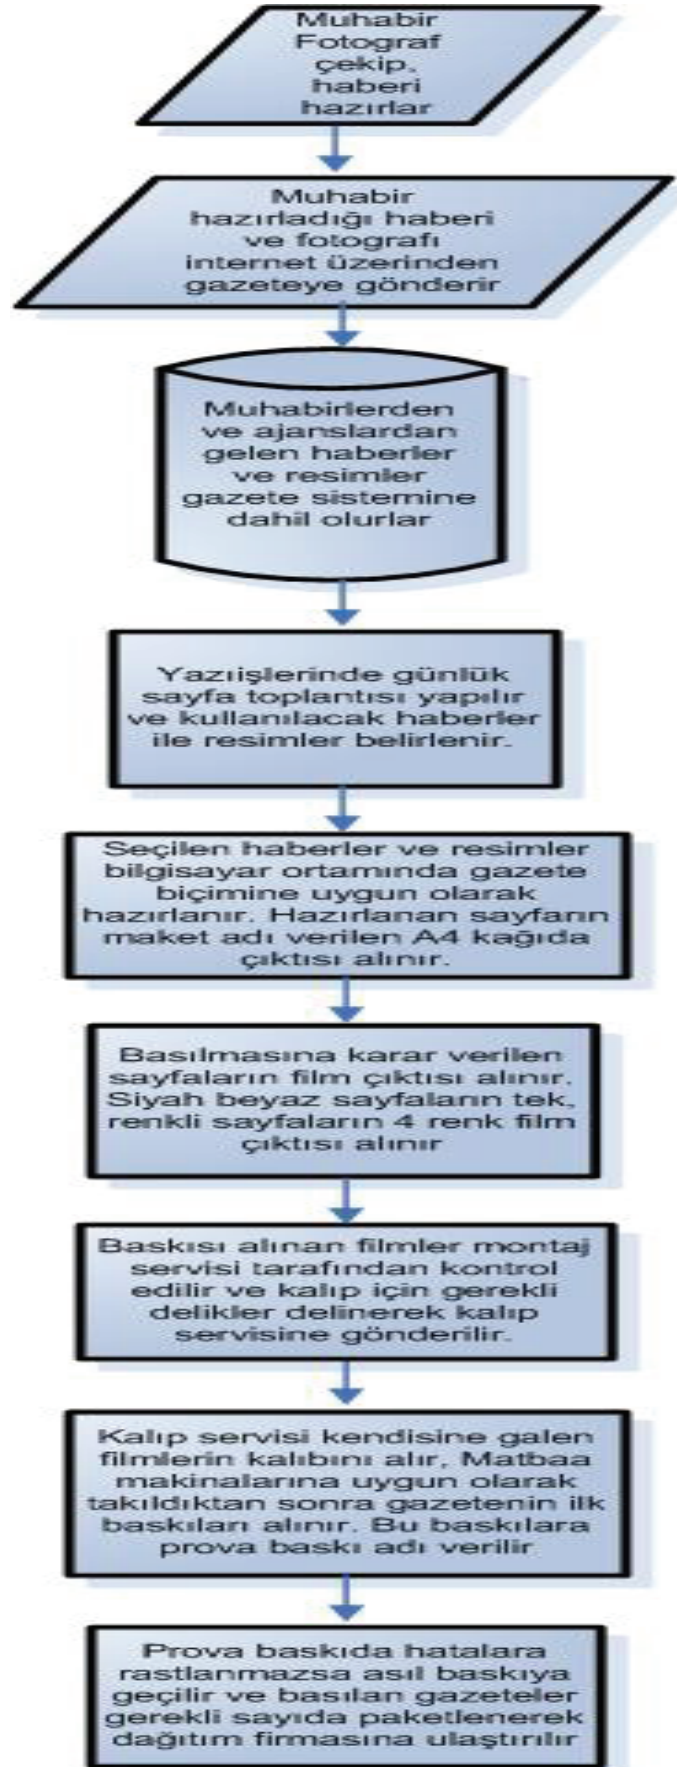 Muhabir
Fotograf
çekip,
haberi
hazırlar
Muhabir
hazırladığı haberi
ve fotografı
internet üzerinden
gazeteye gönderir
Muhabirlerden
ve ajanslardan
gelen haberler
ve resimler
gazete sistemine
dahil olurlar
Yazıişlerinde günlük
sayfa toplantısı yapılır
ve kullanılacak haberler
ile resimler belirlenir.
Seçilen haberler ve resimler
bilgisayar ortamında gazete
biçimine uygun olarak
hazırlanır. Hazırlanan sayfarın
maket adı verilen A4 kağıda
çıktısı alınır.
Basılmasına karar verilen
sayfaların film çıktısı alınır.
Siyah beyaz sayfaların tek,
renkli sayfaların 4 renk film
çıktısı alınır
Baskısı alınan filmler montaj
servisi tarafından kontrol
edilir ve kalıp için gerekli
delikler delinerek kalıp
servisine gönderilir.
Kalıp servisi kendisine galen
filmlerin kalıbını alır, Matbaa
makinalarına uygun olarak
takıldıktan sonra gazetenin ilk
baskıları alınır. Bu baskılara
prova baskı adı verilir
Prova baskıda hatalara
rastlanmazsa asıl baskıya
geçilir ve basılan gazeteler
gerekli sayıda paketlenerek
dağıtım firmasına ulaştırılır